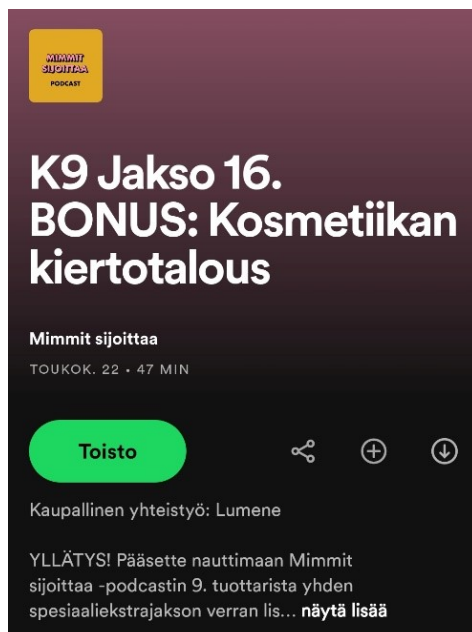 MIMMIT
SIJOITTAA
PODCAST
K9 Jakso 16.
BONUS: Kosmetiikan
kiertotalous
Mimmit sijoittaa
TOUKOK. 22 • 47 MIN
Toisto
Kaupallinen yhteistyö: Lumene
YLLÄTYS! Pääsette nauttimaan Mimmit
sijoittaa -podcastin 9. tuottarista yhden
spesiaaliekstrajakson verran lis... näytä lisää